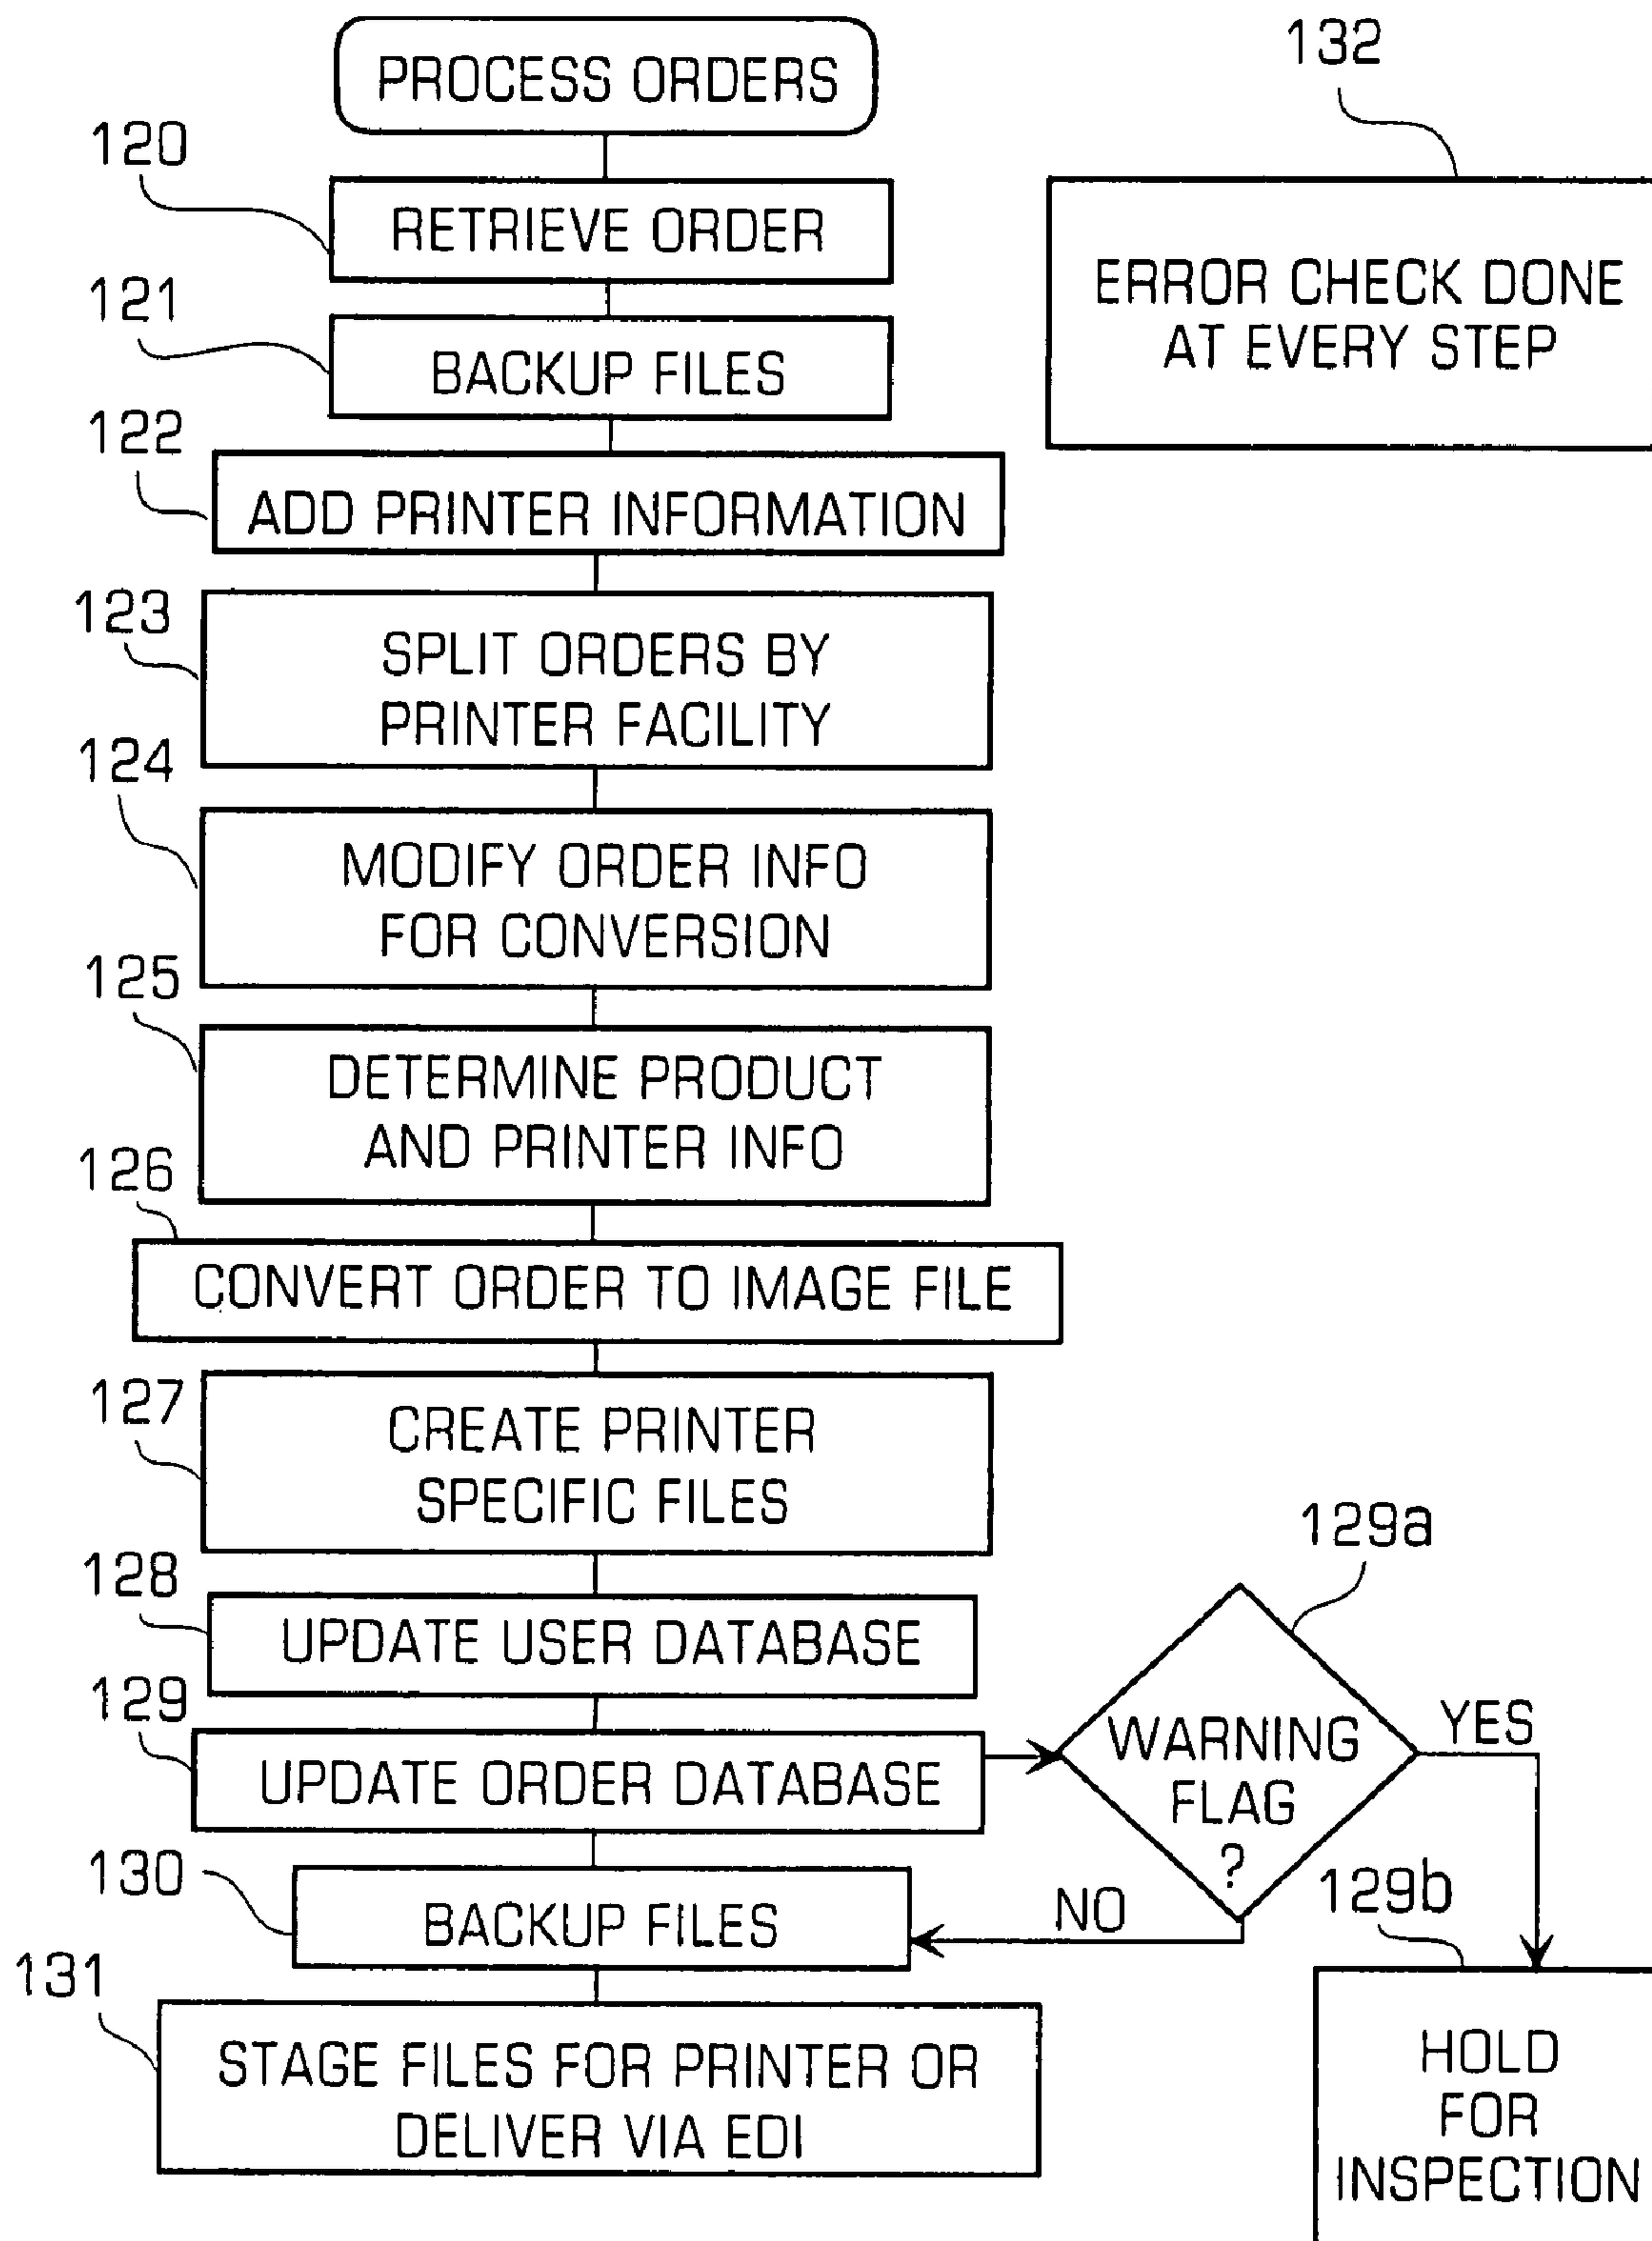 PROCESS ORDERS
132
120
RETRIEVE ORDER
ERROR CHECK DONE
AT EVERY STEP
121
BACKUP FILES
122
ADD PRINTER INFORMATION
123
SPLIT ORDERS BY
PRINTER FACILITY
124
MODIFY ORDER INFO
FOR CONVERSION
125
DETERMINE PRODUCT
AND PRINTER INFO
126
CONVERT ORDER TO IMAGE FILE
127
CREATE PRINTER
SPECIFIC FILES
128
UPDATE USER DATABASE
129
UPDATE ORDER DATABASE
129a
WARNING
FLAG
?
YES
NO
129b
HOLD
FOR
INSPECTION
130
BACKUP FILES
131
STAGE FILES FOR PRINTER OR
DELIVER VIA EDI